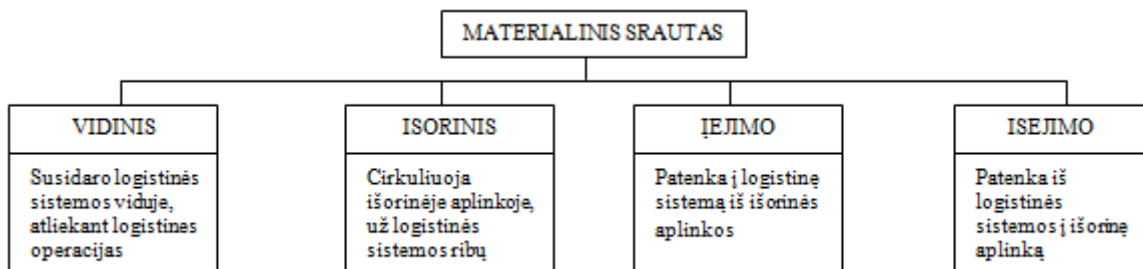 MATERIALINIS SRAUTAS
VIDINIS
Susidaro logistinės
sistemos viduje,
atliekant logistines
operacijas
ISORINIS
Cirkuliuoja
išorinėje aplinkoje,
už logistinės
sistemos ribų
ĮEJIMO
Patenka į logistinę
sistemą iš išorinės
aplinkos
ISEJIMO
Patenka iš
logistinės
sistemos į išorinę
aplinką